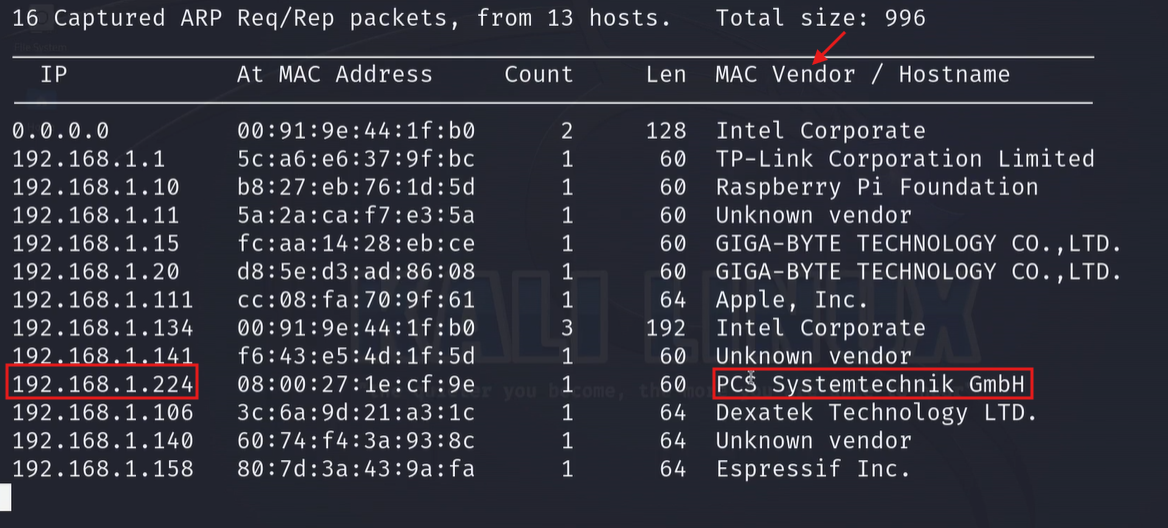 16 Captured ARP Req/Rep packets, from 13 hosts.   Total size: 996
IP   At MAC Address   Count   Len   MAC Vendor / Hostname
0.0.0.0   00:91:9e:44:1f:b0   2   128   Intel Corporate
192.168.1.1   5c:a6:e6:37:9f:bc   1   60   TP-Link Corporation Limited
192.168.1.10   b8:27:eb:76:1d:5d   1   60   Raspberry Pi Foundation
192.168.1.11   5a:2a:ca:f7:e3:5a   1   60   Unknown vendor
192.168.1.15   fc:aa:14:28:eb:ce   1   60   GIGA-BYTE TECHNOLOGY CO.,LTD.
192.168.1.20   d8:5e:d3:ad:86:08   1   60   GIGA-BYTE TECHNOLOGY CO.,LTD.
192.168.1.111   cc:08:fa:70:9f:61   1   64   Apple, Inc.
192.168.1.134   00:91:9e:44:1f:b0   3   192   Intel Corporate
192.168.1.141   f6:43:e5:4d:1f:5d   1   60   Unknown vendor
192.168.1.224   08:00:27:1e:cf:9e   1   60   PCS Systemtechnik GmbH
192.168.1.106   3c:6a:9d:21:a3:1c   1   64   Dexatek Technology LTD.
192.168.1.140   60:74:f4:3a:93:8c   1   64   Unknown vendor
192.168.1.158   80:7d:3a:43:9a:fa   1   64   Espressif Inc.
KALI LINUX